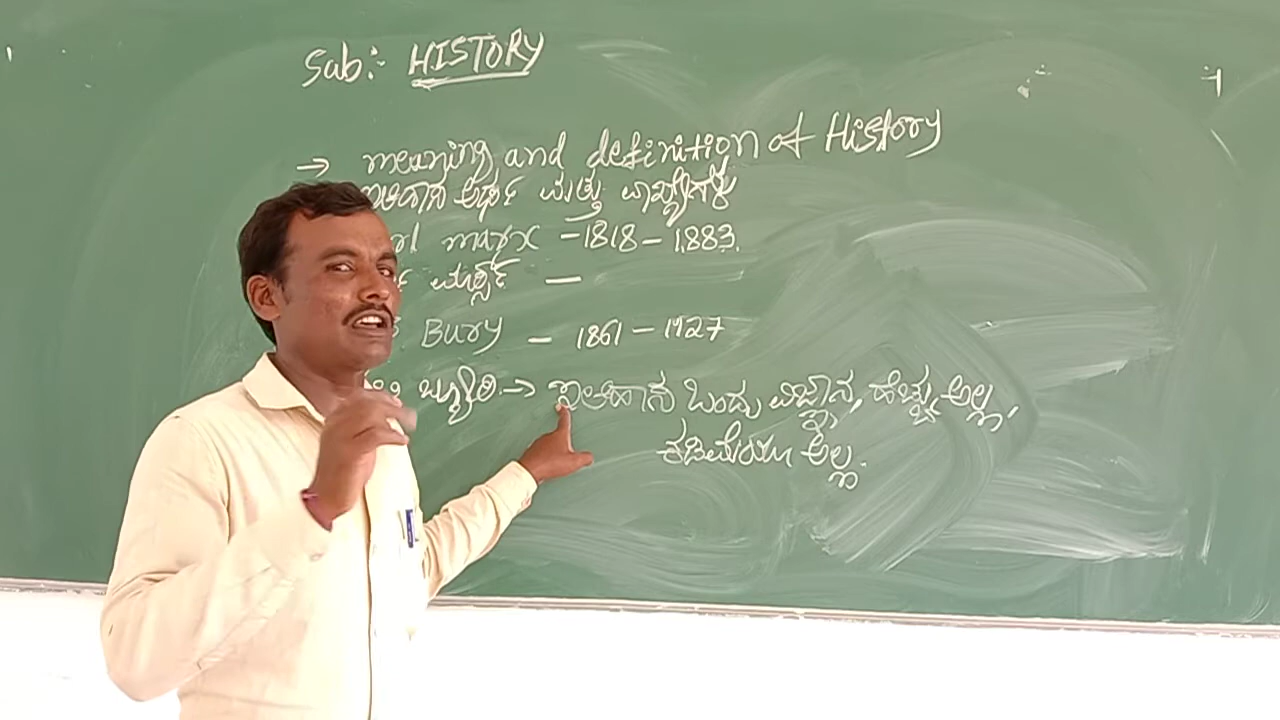 Sab:- HISTORY
→ meaning and definition of History
ಅರ್ಥ ಮತ್ತು ವ್ಯಾಖ್ಯೆಗಳು
marx - 1818 - 1883.
ಮಾರ್ಕ್ಸ್ —
Bury - 1861 - 1927
ಬ್ಯೂರಿ. → ಇತಿಹಾಸ ಒಂದು ವಿಜ್ಞಾನ, ಹೆಚ್ಚು ಅಲ್ಲ,
ಕಡಿಮೆಯೂ ಅಲ್ಲ.